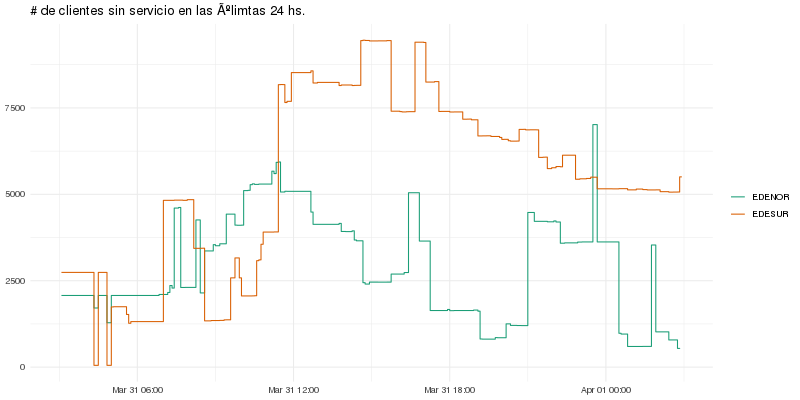 # de clientes sin servicio en las Ãºlimtas 24 hs.
7500
5000
2500
0
Mar 31 06:00
Mar 31 12:00
Mar 31 18:00
Apr 01 00:00
EDENOR
EDESUR